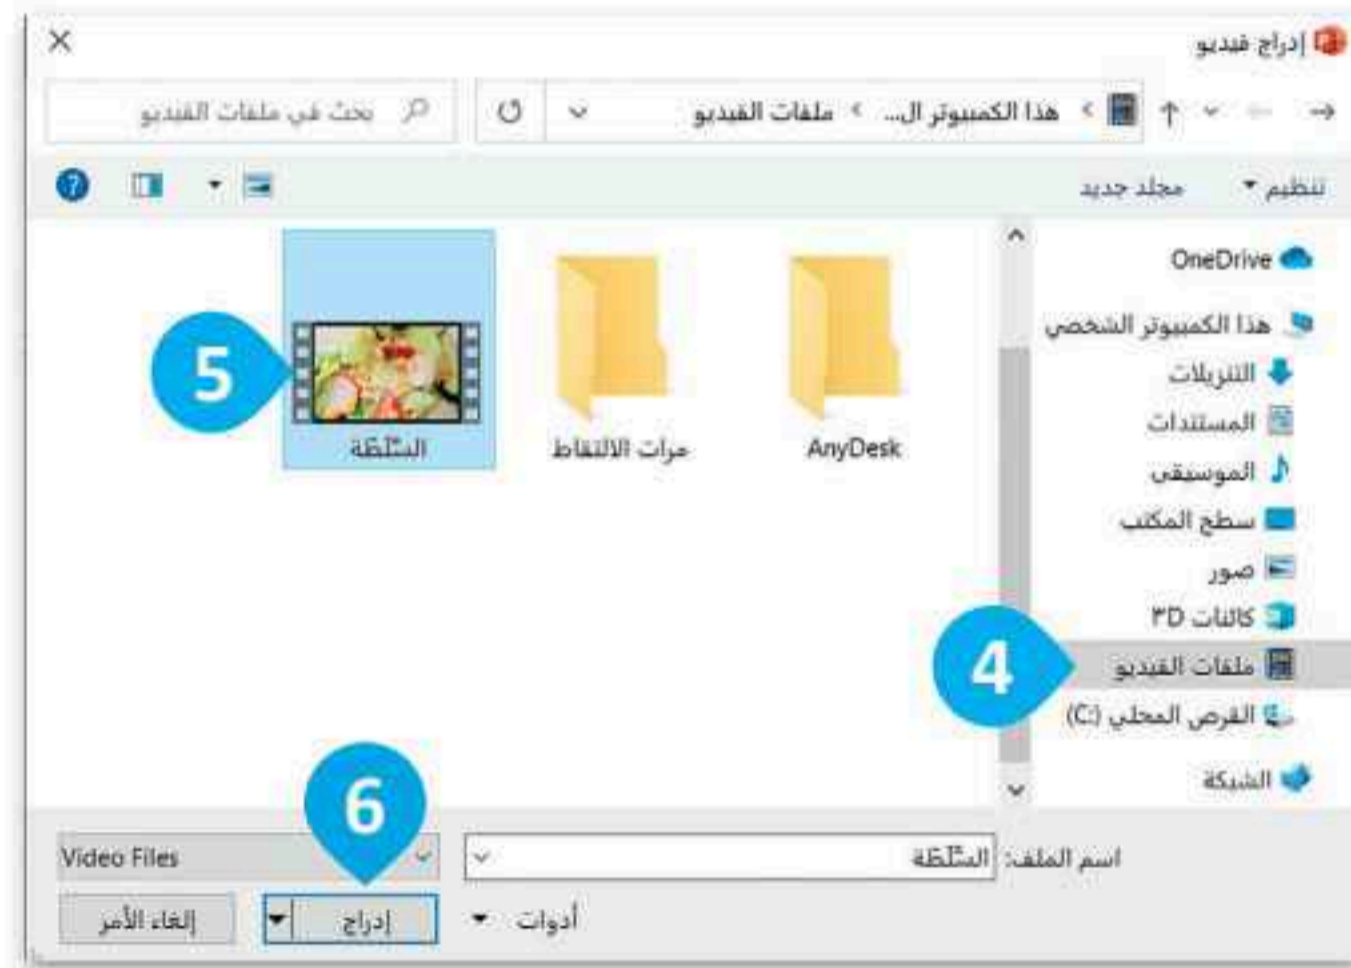 إدراج فيديو
هذا الكمبيوتر ال... > ملفات الفيديو
بحث في ملفات الفيديو
تنظيم
مجلد جديد
OneDrive
هذا الكمبيوتر الشخصي
التنزيلات
المستندات
الموسيقى
سطح المكتب
صور
كائنات ٣D
ملفات الفيديو
القرص المحلي (C:)
الشبكة
AnyDesk
مرات الالتقاط
السَّلَطَة
4
5
6
اسم الملف: السَّلَطَة
Video Files
أدوات
إدراج
إلغاء الأمر